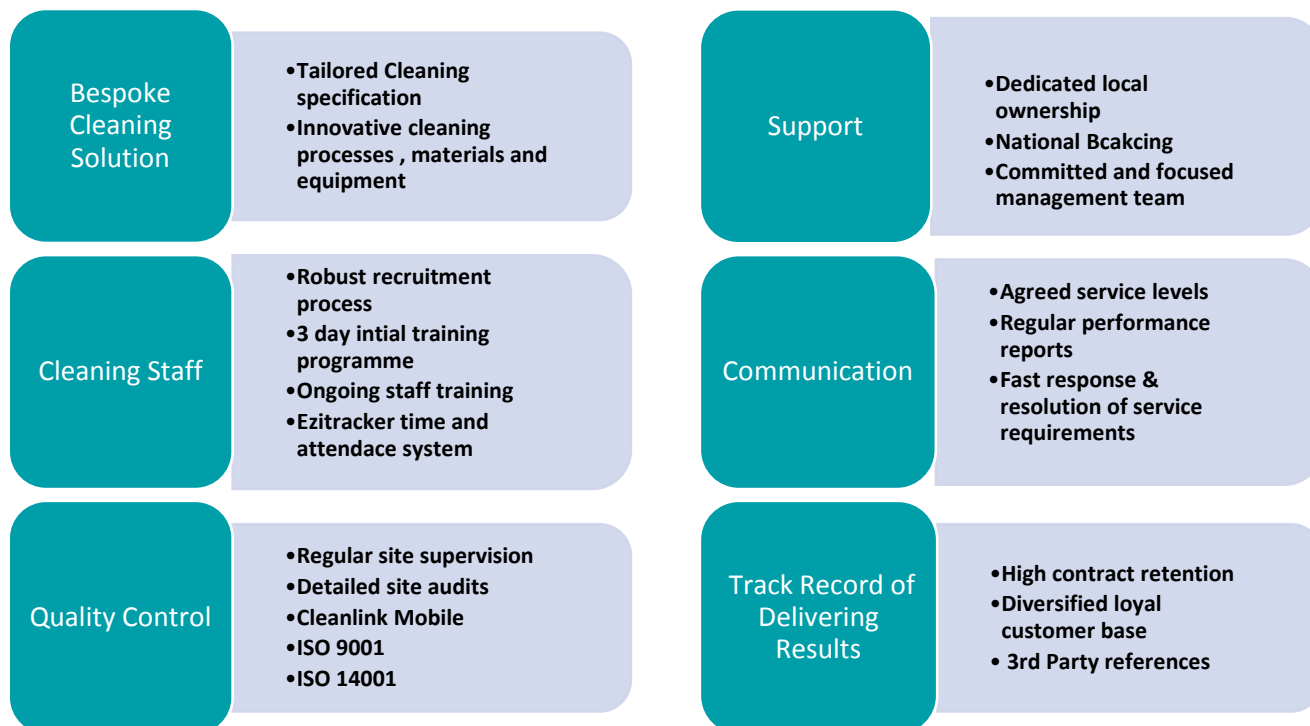 Bespoke
Cleaning
Solution
•Tailored Cleaning
specification
•Innovative cleaning
processes , materials and
equipment
Support
•Dedicated local
ownership
•National Bcakcing
•Committed and focused
management team
Cleaning Staff
•Robust recruitment
process
•3 day intial training
programme
•Ongoing staff training
•Ezitracker time and
attendace system
Communication
•Agreed service levels
•Regular performance
reports
•Fast response &
resolution of service
requirements
Quality Control
•Regular site supervision
•Detailed site audits
•Cleanlink Mobile
•ISO 9001
•ISO 14001
Track Record of
Delivering
Results
•High contract retention
•Diversified loyal
customer base
• 3rd Party references